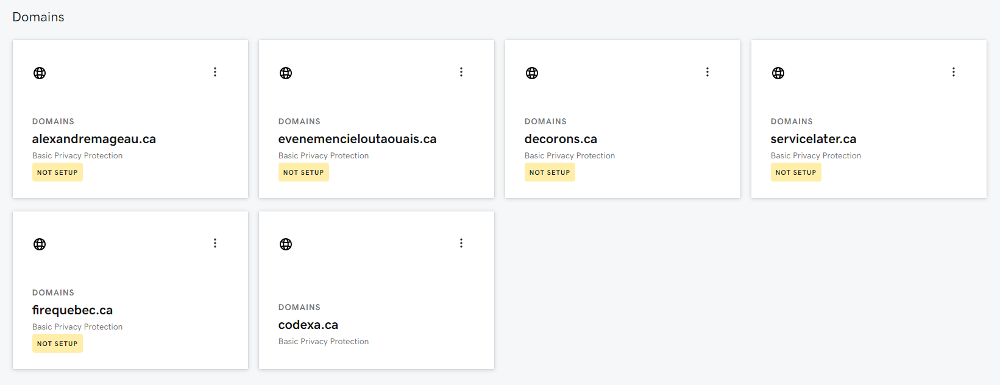 Domains
DOMAINS
alexandremageau.ca
Basic Privacy Protection
NOT SETUP
DOMAINS
evenemencieloutaouais.ca
Basic Privacy Protection
NOT SETUP
DOMAINS
decorons.ca
Basic Privacy Protection
NOT SETUP
DOMAINS
servicelater.ca
Basic Privacy Protection
NOT SETUP
DOMAINS
firequebec.ca
Basic Privacy Protection
NOT SETUP
DOMAINS
codexa.ca
Basic Privacy Protection